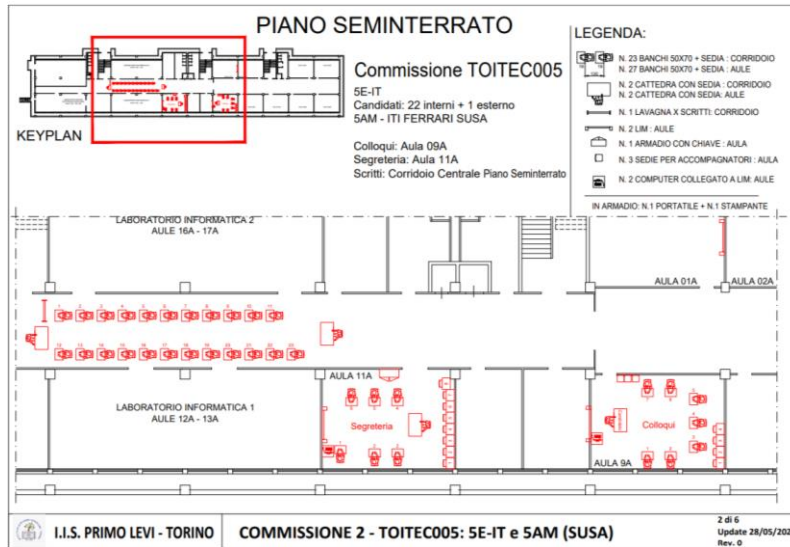 PIANO SEMINTERRATO
KEYPLAN
Commissione TOITEC005
5E-IT
Candidati: 22 interni + 1 esterno
5AM - ITI FERRARI SUSA
Colloqui: Aula 09A
Segreteria: Aula 11A
Scritti: Corridoio Centrale Piano Seminterrato
LEGENDA:
N. 23 BANCHI 50X70 + SEDIA : CORRIDOIO
N. 27 BANCHI 50X70 + SEDIA : AULE
N. 2 CATTEDRA CON SEDIA : CORRIDOIO
N. 2 CATTEDRA CON SEDIA: AULE
N. 1 LAVAGNA X SCRITTI: CORRIDOIO
N. 2 LIM : AULE
N. 1 ARMADIO CON CHIAVE : AULA
N. 3 SEDIE PER ACCOMPAGNATORI : AULA
N. 2 COMPUTER COLLEGATO A LIM: AULE
IN ARMADIO: N.1 PORTATILE + N.1 STAMPANTE
LABORATORIO INFORMATICA 2
AULE 16A - 17A
AULA 01A
AULA 02A
LABORATORIO INFORMATICA 1
AULE 12A - 13A
AULA 11A
Segreteria
Colloqui
AULA 9A
I.I.S. PRIMO LEVI - TORINO
COMMISSIONE 2 - TOITEC005: 5E-IT e 5AM (SUSA)
2 di 6
Update 28/05/202
Rev. 0